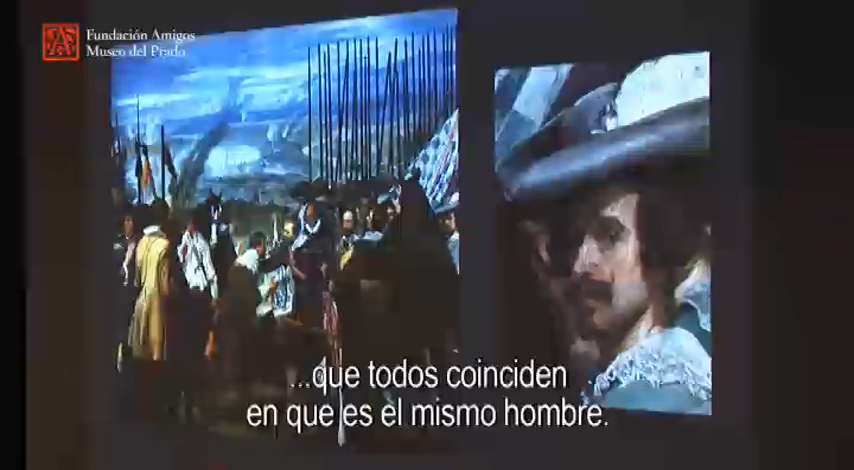 Fundación Amigos
Museo del Prado
...que todos coinciden
en que es el mismo hombre.